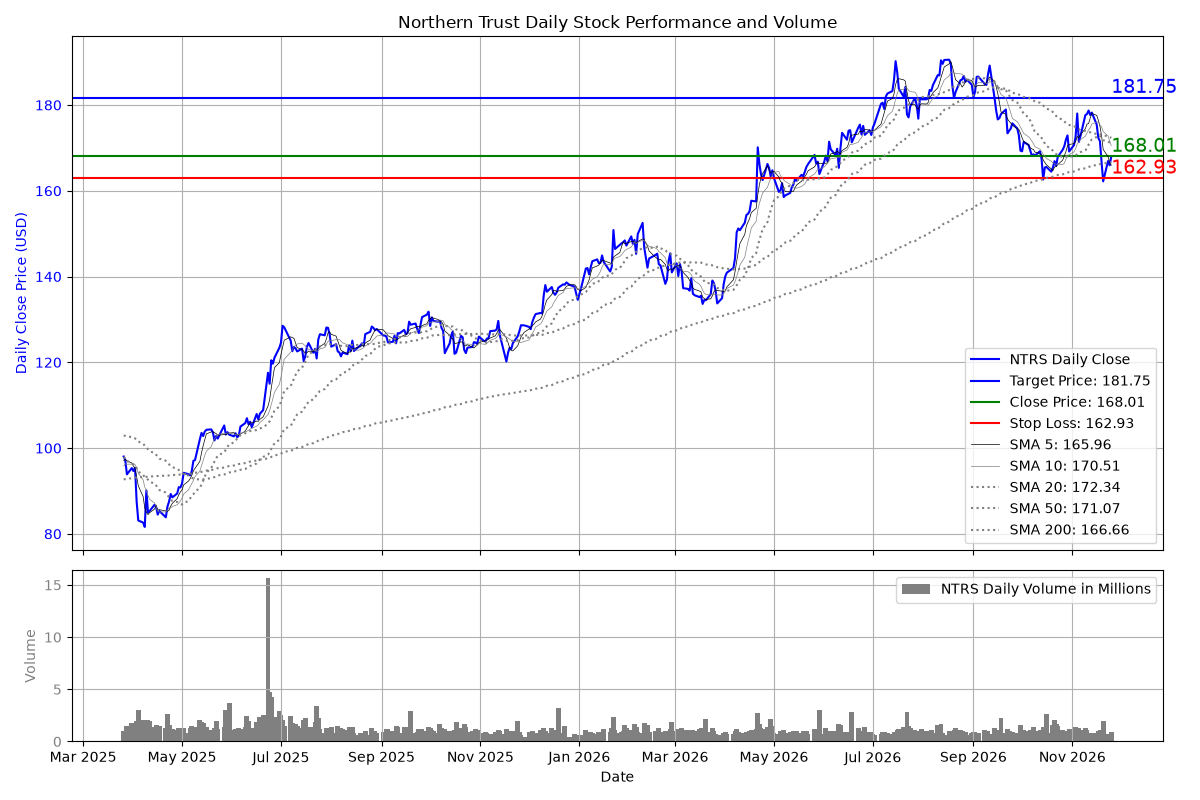 Northern Trust Daily Stock Performance and Volume
Daily Close Price (USD)
180
160
140
120
100
80
181.75
168.01
162.93
NTRS Daily Close
Target Price: 181.75
Close Price: 168.01
Stop Loss: 162.93
SMA 5: 165.96
SMA 10: 170.51
SMA 20: 172.34
SMA 50: 171.07
SMA 200: 166.66
Volume
15
10
5
0
NTRS Daily Volume in Millions
Mar 2025 May 2025 Jul 2025 Sep 2025 Nov 2025 Jan 2026 Mar 2026 May 2026 Jul 2026 Sep 2026 Nov 2026
Date